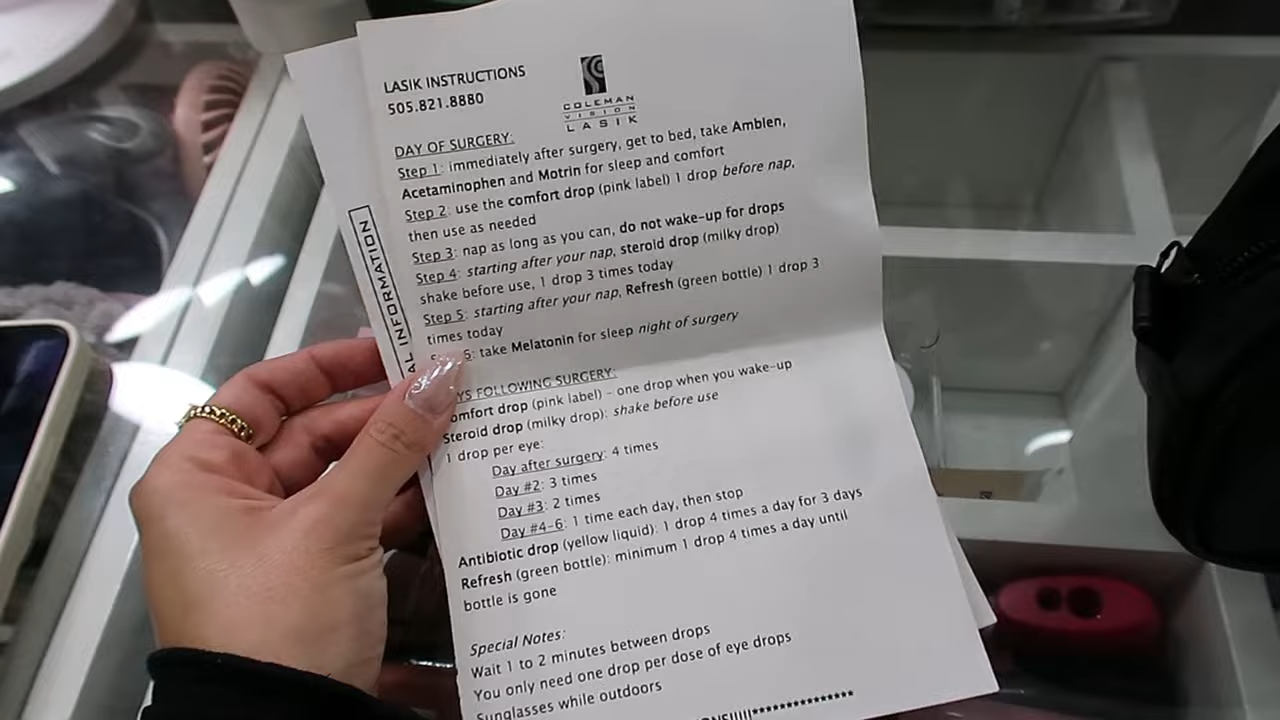 LASIK INSTRUCTIONS
505.821.8880
COLEMAN
VISION
LASIK
DAY OF SURGERY:
Step 1: immediately after surgery, get to bed, take Ambien,
Acetaminophen and Motrin for sleep and comfort
Step 2: use the comfort drop (pink label) 1 drop before nap,
then use as needed
Step 3: nap as long as you can, do not wake-up for drops
Step 4: starting after your nap, steroid drop (milky drop)
shake before use, 1 drop 3 times today
Step 5: starting after your nap, Refresh (green bottle) 1 drop 3
times today
take Melatonin for sleep night of surgery
FOLLOWING SURGERY:
drop (pink label) – one drop when you wake-up
Steroid drop (milky drop): shake before use
1 drop per eye:
Day after surgery: 4 times
Day #2: 3 times
Day #3: 2 times
Day #4-6: 1 time each day, then stop
Antibiotic drop (yellow liquid): 1 drop 4 times a day for 3 days
Refresh (green bottle): minimum 1 drop 4 times a day until
bottle is gone
Special Notes:
Wait 1 to 2 minutes between drops
You only need one drop per dose of eye drops
Sunglasses while outdoors
INFORMATION